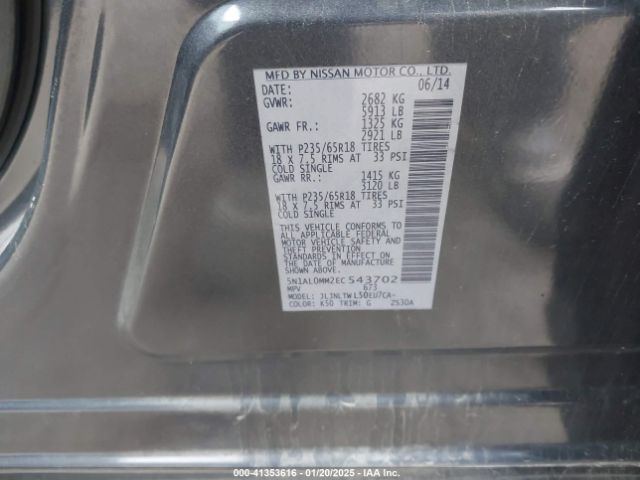 MFD BY NISSAN MOTOR CO., LTD.
DATE: 06/14
GVWR: 2682 KG
5913 LB
GAWR FR.: 1325 KG
2921 LB
WITH P235/65R18 TIRES
18 X 7.5 RIMS AT 33 PSI
COLD SINGLE
GAWR RR.: 1415 KG
3120 LB
WITH P235/65R18 TIRES
18 X 7.5 RIMS AT 33 PSI
COLD SINGLE
THIS VEHICLE CONFORMS TO
ALL APPLICABLE FEDERAL
MOTOR VEHICLE SAFETY AND
THEFT PREVENTION
STANDARDS IN EFFECT ON
THE DATE OF MANUFACTURE
SHOWN ABOVE.
5N1AL0MM2EC543702
MPV 673
MODEL: JLJNLTWL50EU7CA-
COLOR: K50 TRIM: G 2530A
000-41353616 - 01/20/2025 - IAA Inc.